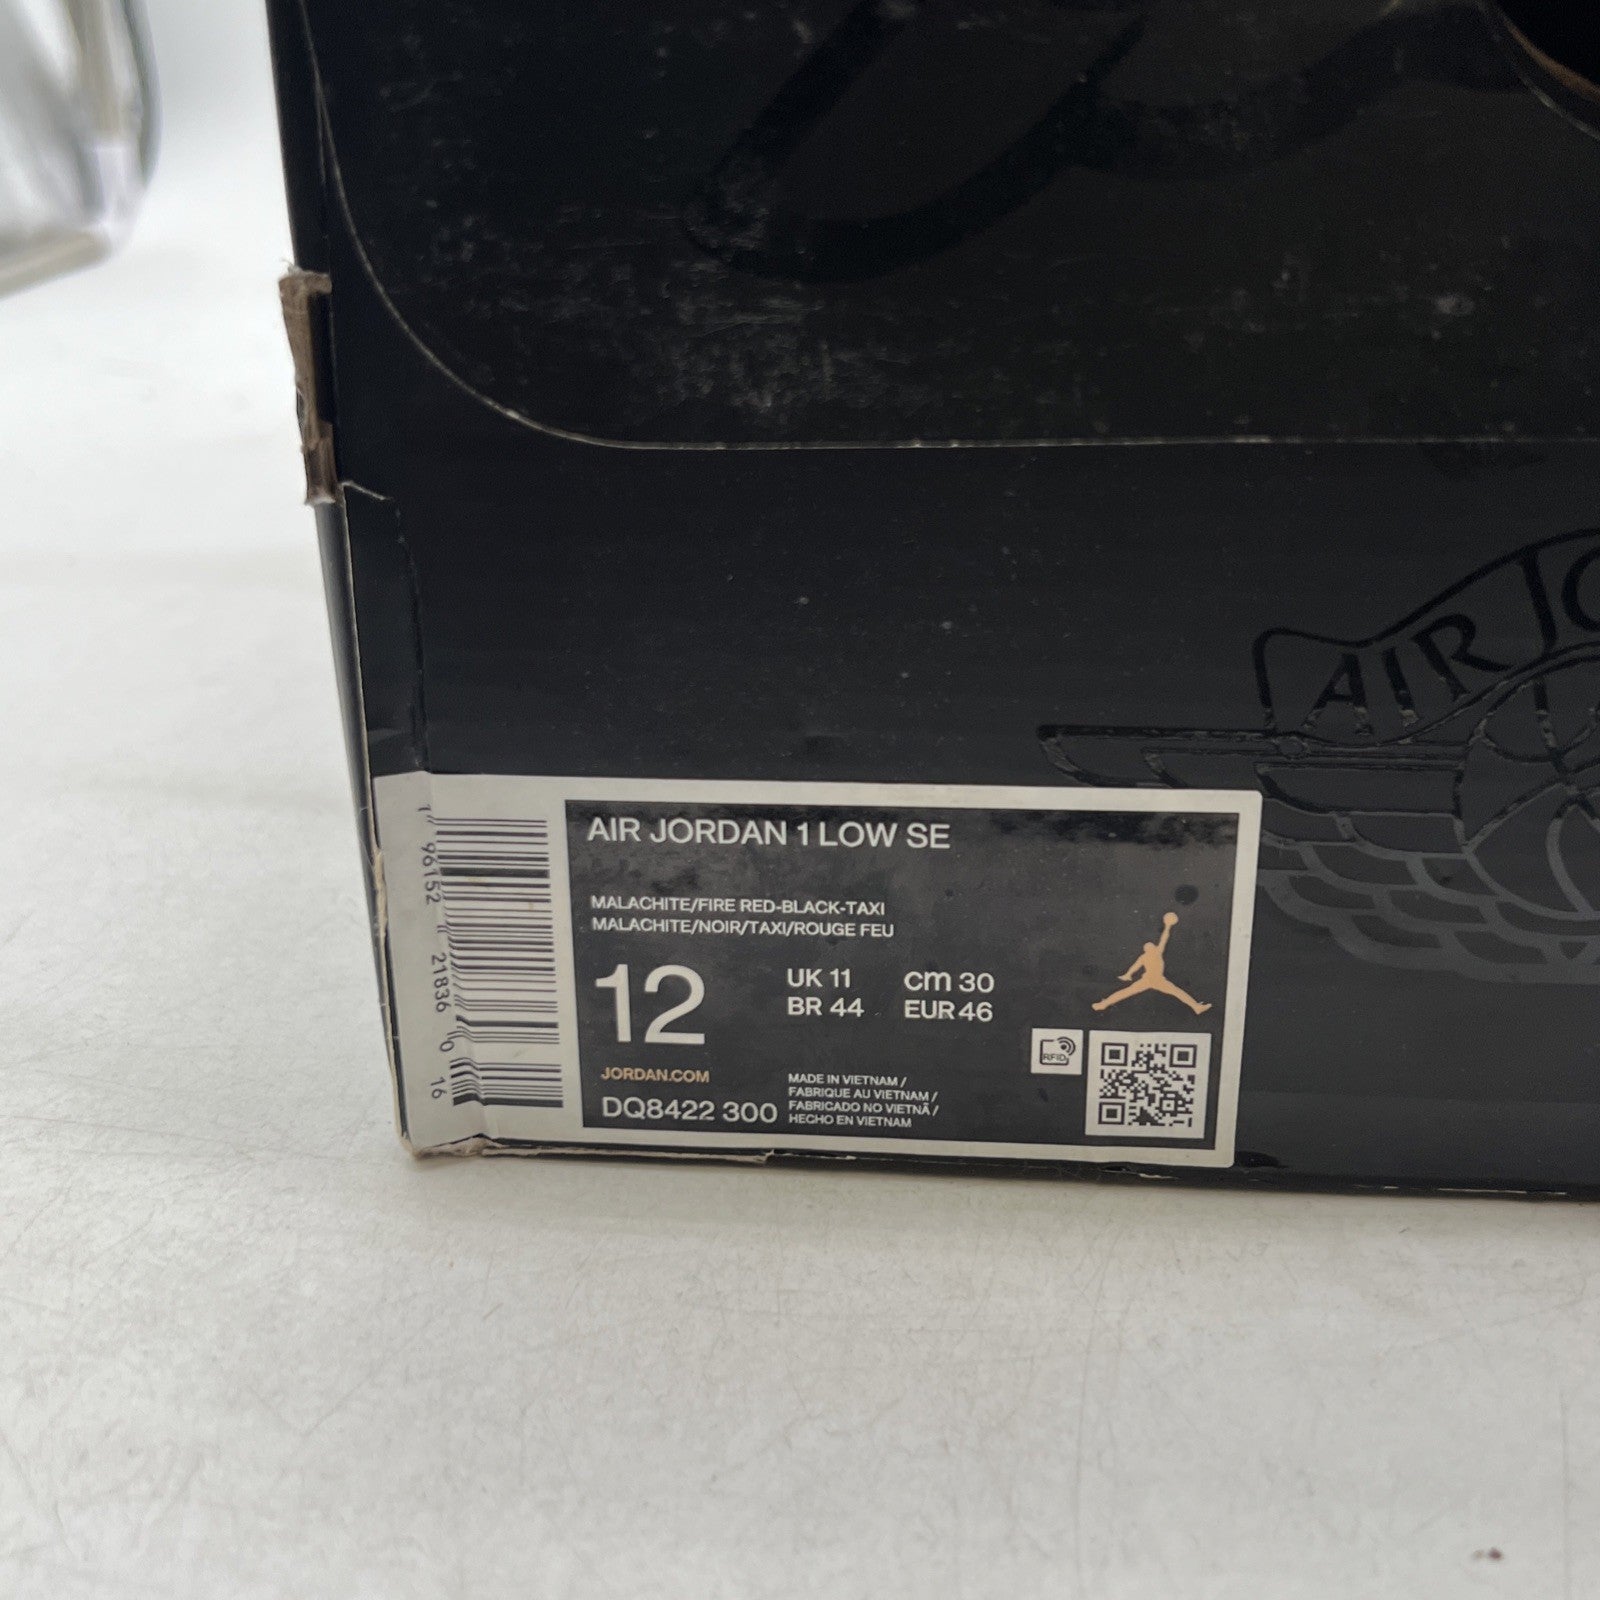 AIR JO
AIR JORDAN 1 LOW SE
MALACHITE/FIRE RED-BLACK-TAXI
MALACHITE/NOIR/TAXI/ROUGE FEU
12
UK 11 cm 30
BR 44 EUR 46
RFID
JORDAN.COM
DQ8422 300
MADE IN VIETNAM /
FABRIQUE AU VIETNAM /
FABRICADO NO VIETNÃ /
HECHO EN VIETNAM
1 96152 21836 0 16